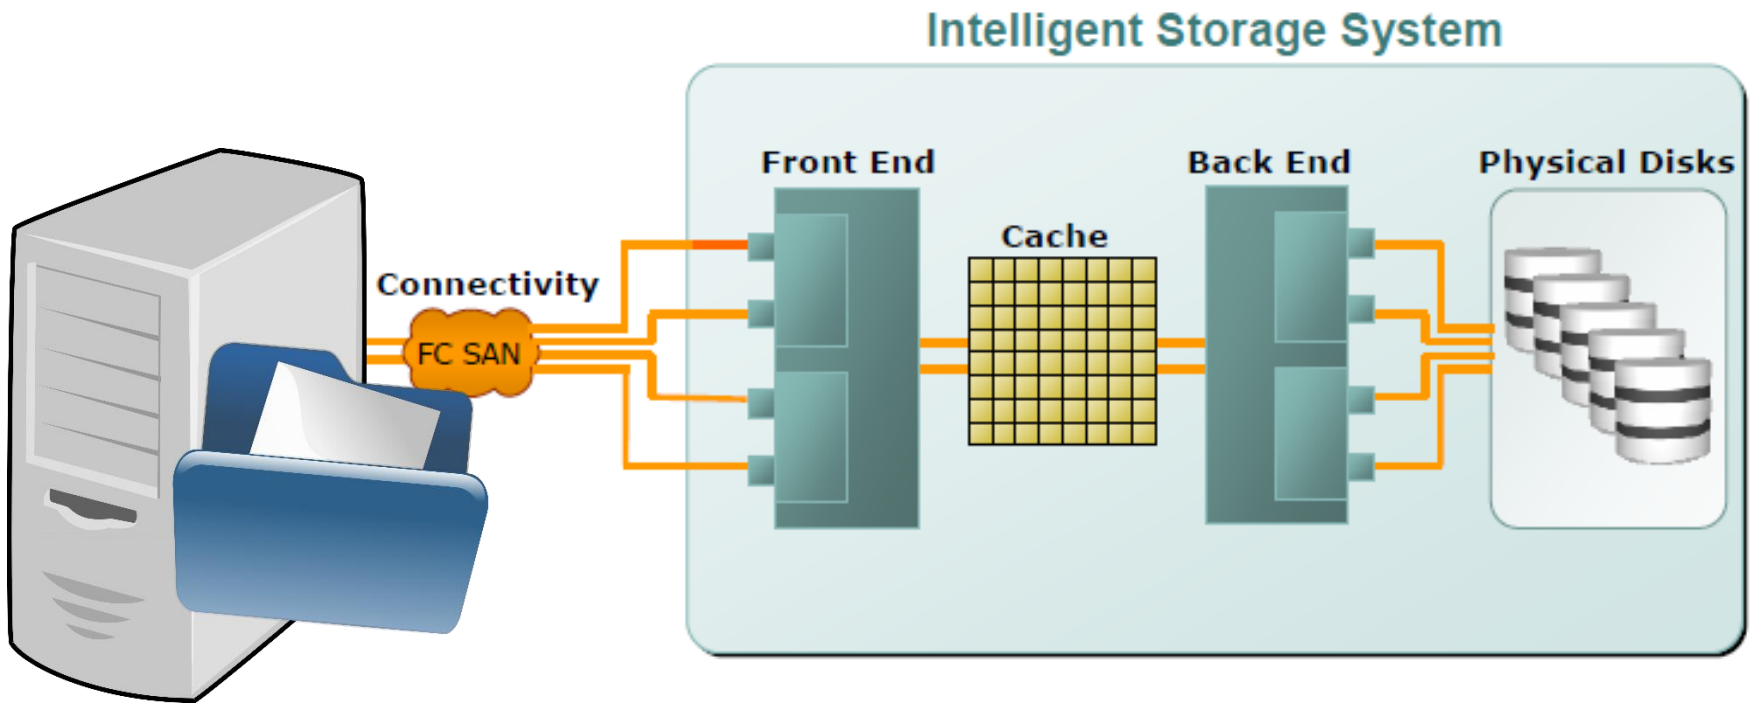 Intelligent Storage System
Front End
Back End
Physical Disks
Cache
Connectivity
FC SAN